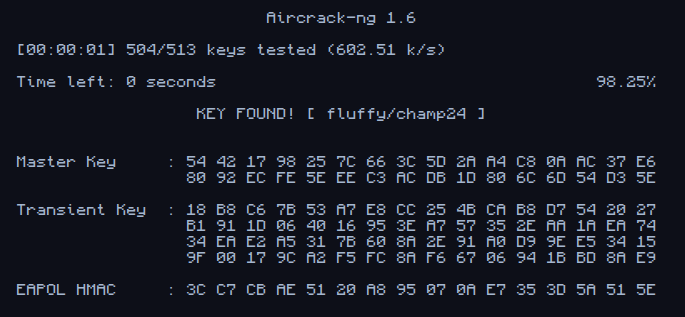 Aircrack-ng 1.6
[00:00:01] 504/513 keys tested (602.51 k/s)
Time left: 0 seconds 98.25%
KEY FOUND! [ fluffy/champ24 ]
Master Key : 54 42 17 98 25 7C 66 3C 5D 2A A4 C8 0A AC 37 E6
80 92 EC FE 5E EE C3 AC DB 1D 80 6C 6D 54 D3 5E
Transient Key : 18 B8 C6 7B 53 A7 E8 CC 25 4B CA B8 D7 54 20 27
B1 91 1D 06 40 16 95 3E A7 57 35 2E AA 1A EA 74
34 EA E2 A5 31 7B 60 8A 2E 91 A0 D9 9E E5 34 15
9F 00 17 9C A2 F5 FC 8A F6 67 06 94 1B BD 8A E9
EAPOL HMAC : 3C C7 CB AE 51 20 A8 95 07 0A E7 35 3D 5A 51 5E